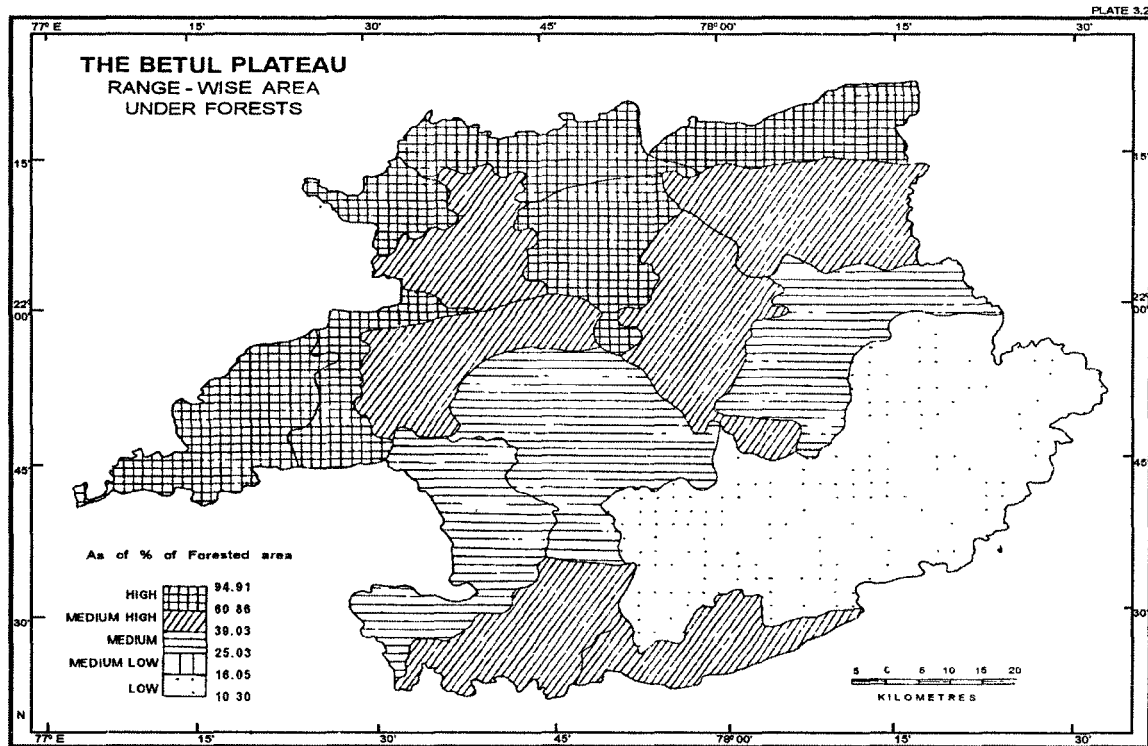 PLATE 3.2
77° E 15' 30' 45' 78° 00' 15' 30'
THE BETUL PLATEAU
RANGE - WISE AREA
UNDER FORESTS
15' 15'
22° 00' 22° 00'
45' 45'
As of % of Forested area
94.91
HIGH
60 86
MEDIUM HIGH
39.03
MEDIUM
25.03
MEDIUM LOW
16.05
LOW
10 30
30' 30'
5 0 5 10 15 20
KILOMETRES
N
77° E 15' 30' 45' 78° 00' 15' 30'